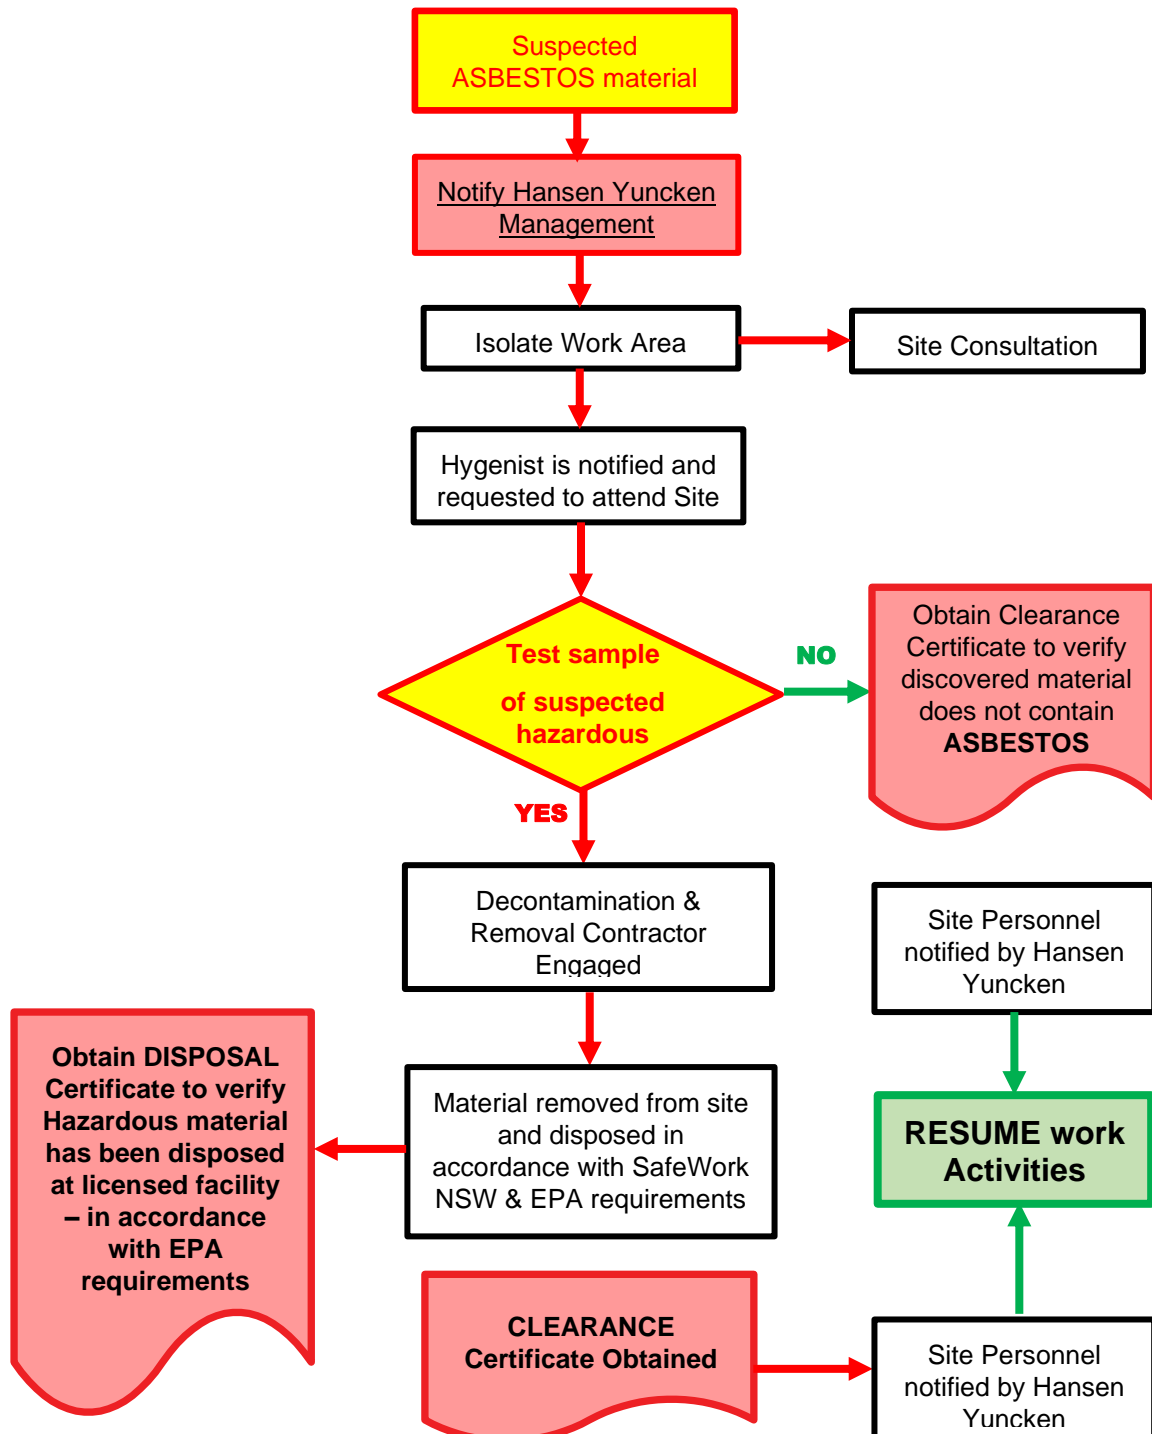 Suspected
ASBESTOS material
Notify Hansen Yuncken
Management
Isolate Work Area
Site Consultation
Hygenist is notified and
requested to attend Site
Test sample
of suspected
hazardous
NO
Obtain Clearance
Certificate to verify
discovered material
does not contain
ASBESTOS
YES
Decontamination &
Removal Contractor
Engaged
Site Personnel
notified by Hansen
Yuncken
Obtain DISPOSAL
Certificate to verify
Hazardous material
has been disposed
at licensed facility
– in accordance
with EPA
requirements
Material removed from site
and disposed in
accordance with SafeWork
NSW & EPA requirements
RESUME work
Activities
CLEARANCE
Certificate Obtained
Site Personnel
notified by Hansen
Yuncken